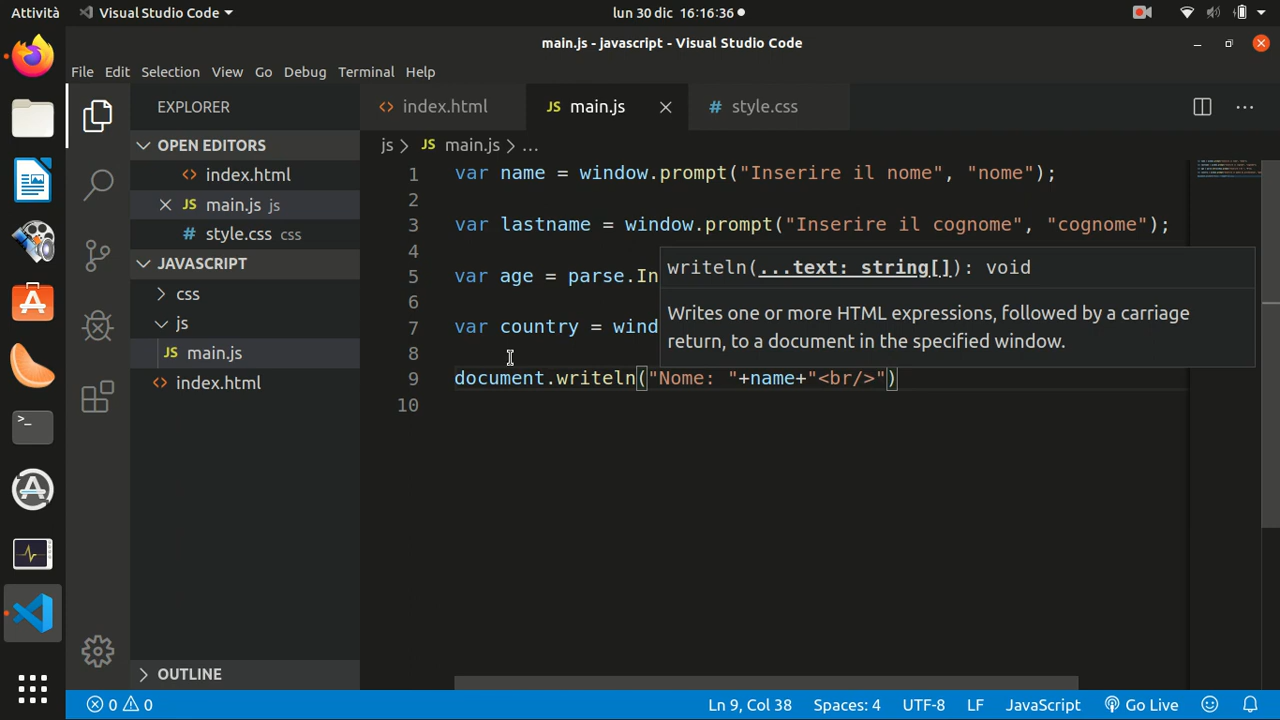 Attività
Visual Studio Code
lun 30 dic 16:16:36
main.js - javascript - Visual Studio Code
File Edit Selection View Go Debug Terminal Help
EXPLORER
OPEN EDITORS
index.html
main.js js
style.css css
JAVASCRIPT
css
js
JS main.js
index.html
OUTLINE
index.html
JS main.js
# style.css
js > JS main.js > ...
1 var name = window.prompt("Inserire il nome", "nome");
2
3 var lastname = window.prompt("Inserire il cognome", "cognome");
4
5 var age = parse.In
6
7 var country = wind
8
9 document.writeln("Nome: "+name+"<br/>")
10
writeln(...text: string[]): void
Writes one or more HTML expressions, followed by a carriage
return, to a document in the specified window.
0 0
Ln 9, Col 38 Spaces: 4 UTF-8 LF JavaScript Go Live